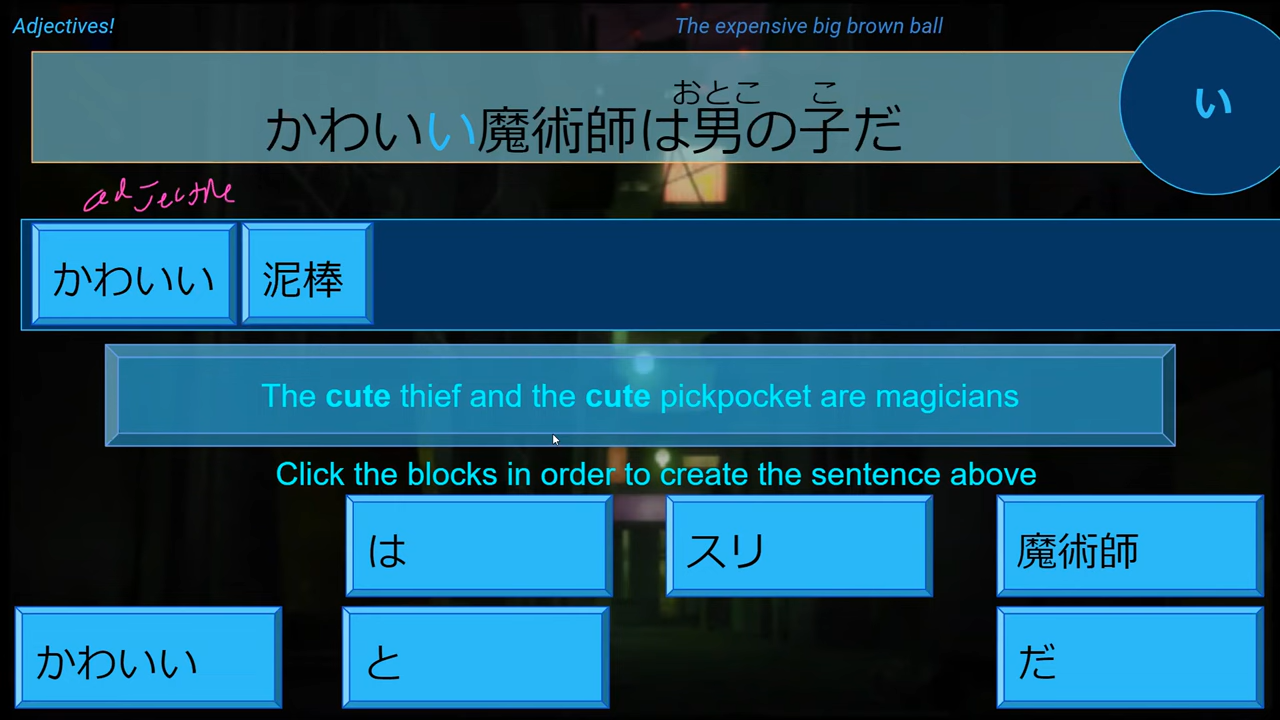 Adjectives!
The expensive big brown ball
おとこ こ
かわいい魔術師は男の子だ
い
adjective
かわいい 泥棒
The cute thief and the cute pickpocket are magicians
Click the blocks in order to create the sentence above
は スリ 魔術師
かわいい と だ